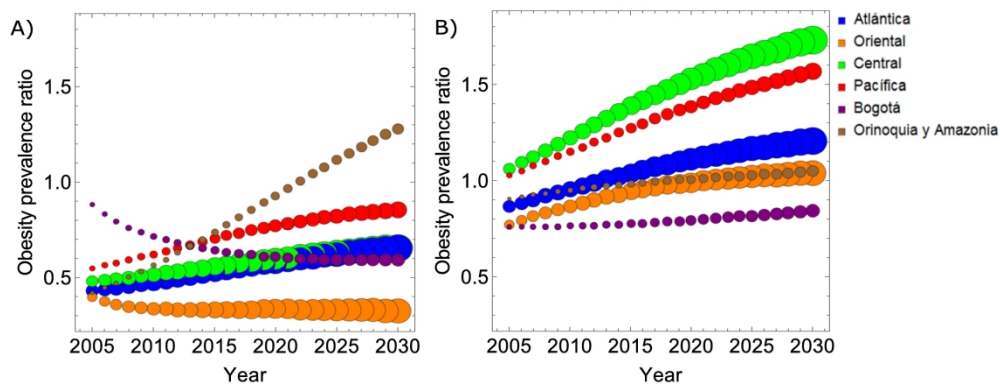 A)
Obesity prevalence ratio
1.5
1.0
0.5
2005 2010 2015 2020 2025 2030
Year
B)
Obesity prevalence ratio
1.5
1.0
0.5
2005 2010 2015 2020 2025 2030
Year
Atlántica
Oriental
Central
Pacífica
Bogotá
Orinoquia y Amazonia